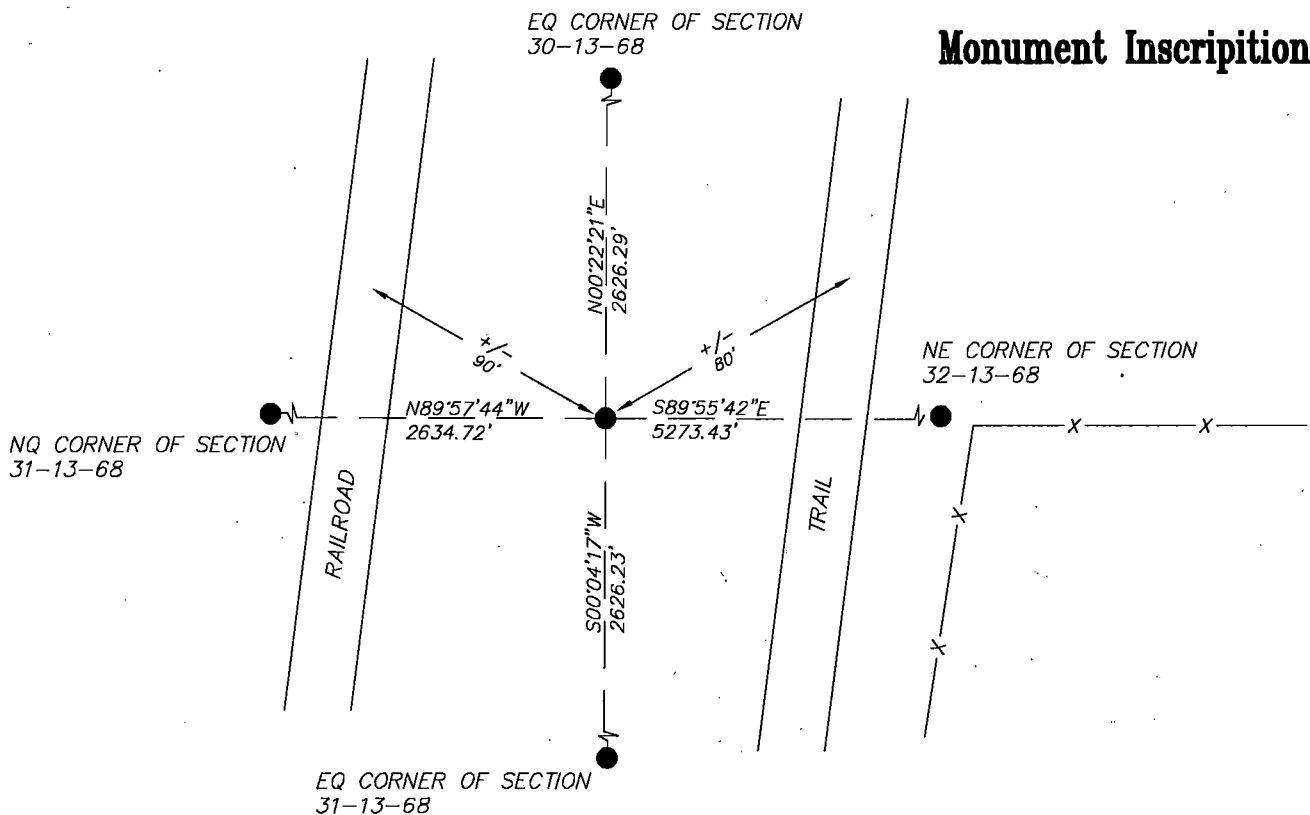 EQ CORNER OF SECTION
30-13-68
Monument Inscripition
N00°22'21"E
2626.29'
+/-
90'
+/-
80'
NE CORNER OF SECTION
32-13-68
N89°57'44"W
2634.72'
S89°55'42"E
5273.43'
NQ CORNER OF SECTION
31-13-68
X
X
RAILROAD
TRAIL
X
S00°04'17"W
2626.23'
X
EQ CORNER OF SECTION
31-13-68